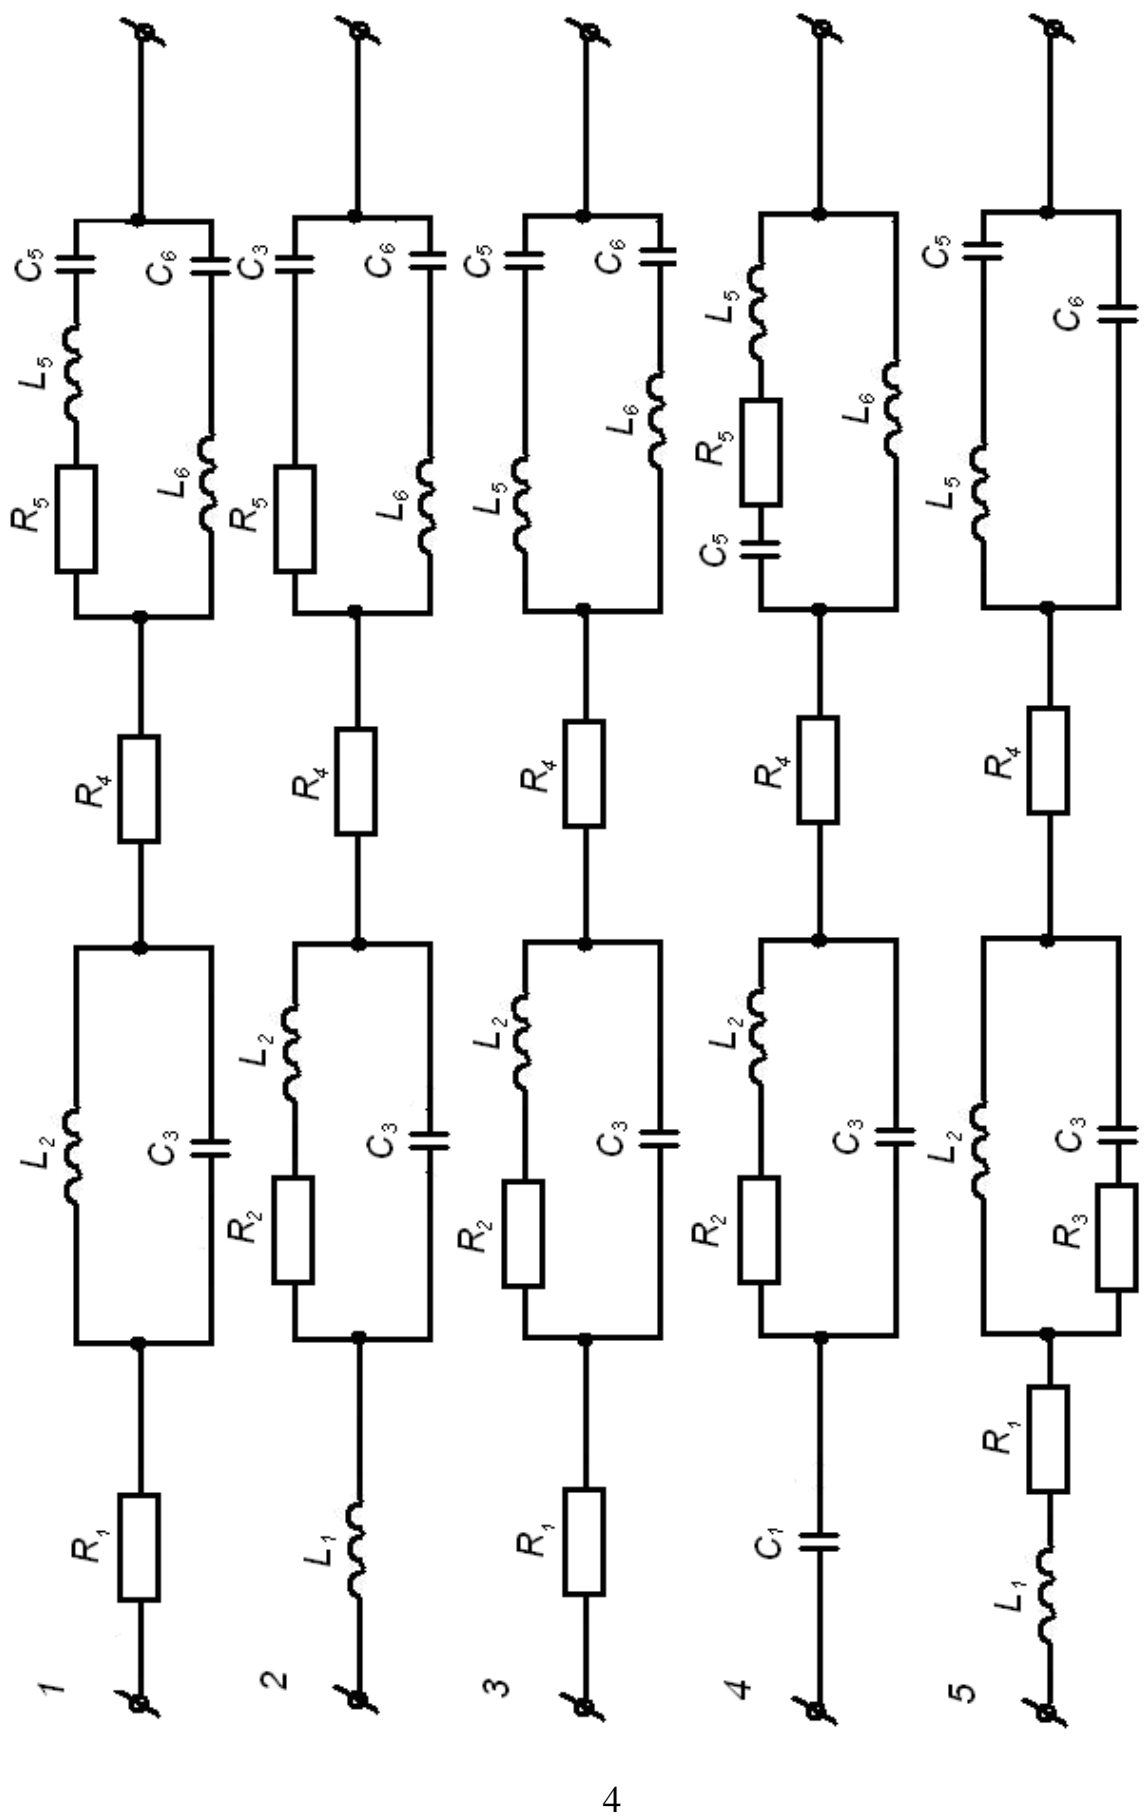 1 L₂ R₅ L₅ C₅
R₁ R₄
C₃ L₆ C₆
2 R₂ L₂ R₅ C₃
L₁ R₄
C₃ L₆ C₆
3 R₂ L₂ L₅ C₅
R₁ R₄
C₃ L₆ C₆
4 R₂ L₂ C₅ R₅ L₅
C₁ R₄
C₃ L₆
5 L₂ L₅ C₅
L₁ R₁ R₄
R₃ C₃ C₆
4